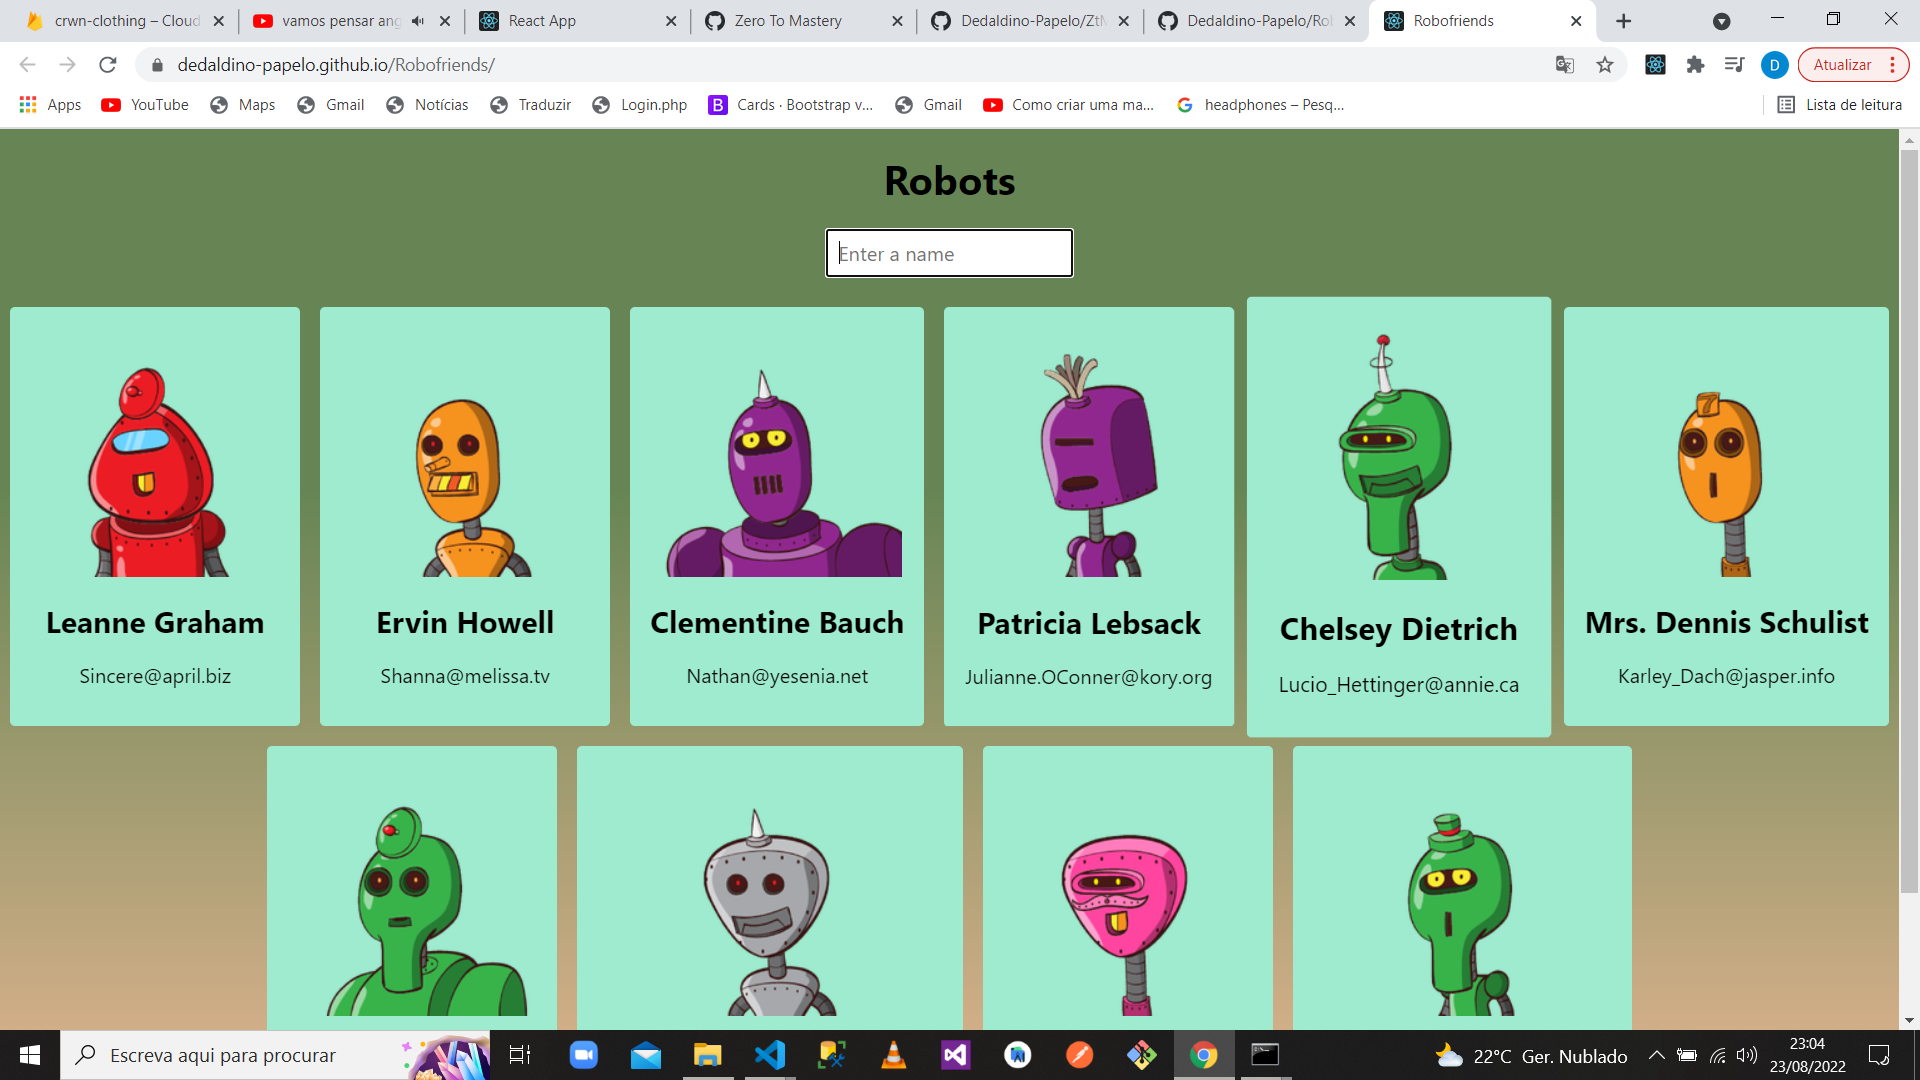 crwn-clothing – Cloud
vamos pensar ang
React App
Zero To Mastery
Dedaldino-Papelo/ZtM
Dedaldino-Papelo/Rob
Robofriends
dedaldino-papelo.github.io/Robofriends/
D
Atualizar
Apps
YouTube
Maps
Gmail
Notícias
Traduzir
Login.php
B
Cards · Bootstrap v...
Gmail
Como criar uma ma...
headphones – Pesq...
Lista de leitura
Robots
Enter a name
7
Leanne Graham
Ervin Howell
Clementine Bauch
Patricia Lebsack
Chelsey Dietrich
Mrs. Dennis Schulist
Sincere@april.biz
Shanna@melissa.tv
Nathan@yesenia.net
Julianne.OConner@kory.org
Lucio_Hettinger@annie.ca
Karley_Dach@jasper.info
Escreva aqui para procurar
22°C Ger. Nublado
23:04
23/08/2022